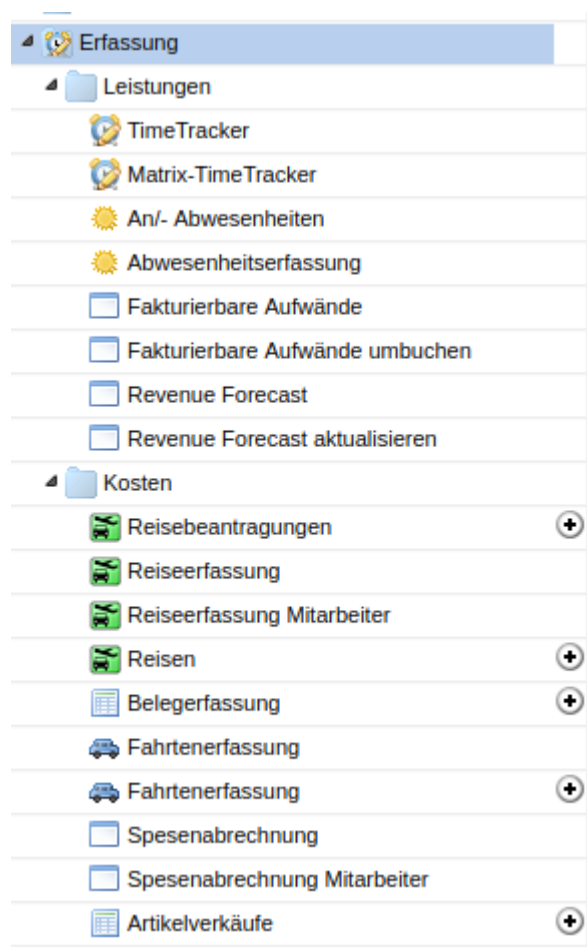 Erfassung
Leistungen
TimeTracker
Matrix-TimeTracker
An/- Abwesenheiten
Abwesenheitserfassung
Fakturierbare Aufwände
Fakturierbare Aufwände umbuchen
Revenue Forecast
Revenue Forecast aktualisieren
Kosten
Reisebeantragungen
Reiseerfassung
Reiseerfassung Mitarbeiter
Reisen
Belegerfassung
Fahrtenerfassung
Fahrtenerfassung
Spesenabrechnung
Spesenabrechnung Mitarbeiter
Artikelverkäufe